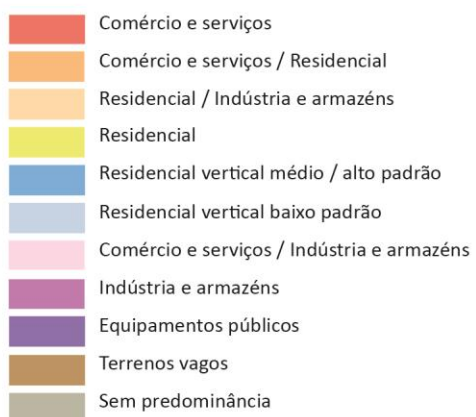 Comércio e serviços
Comércio e serviços / Residencial
Residencial / Indústria e armazéns
Residencial
Residencial vertical médio / alto padrão
Residencial vertical baixo padrão
Comércio e serviços / Indústria e armazéns
Indústria e armazéns
Equipamentos públicos
Terrenos vagos
Sem predominância